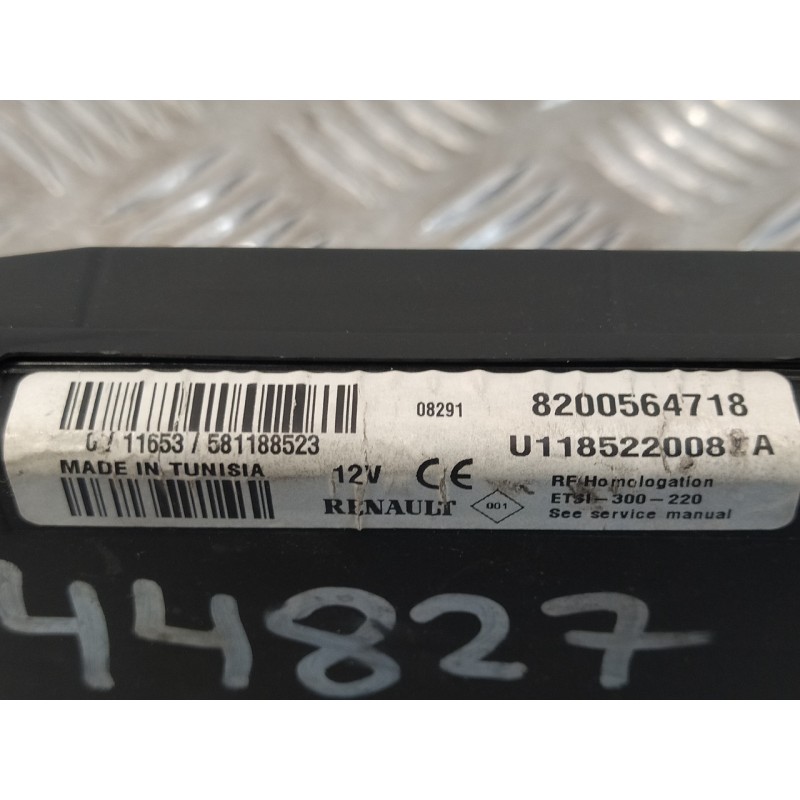 08291 8200564718
11653 / 581188523 U118522008 A
MADE IN TUNISIA 12V CE RF Homologation
ETSI-300-220
RENAULT 001 See service manual
44827